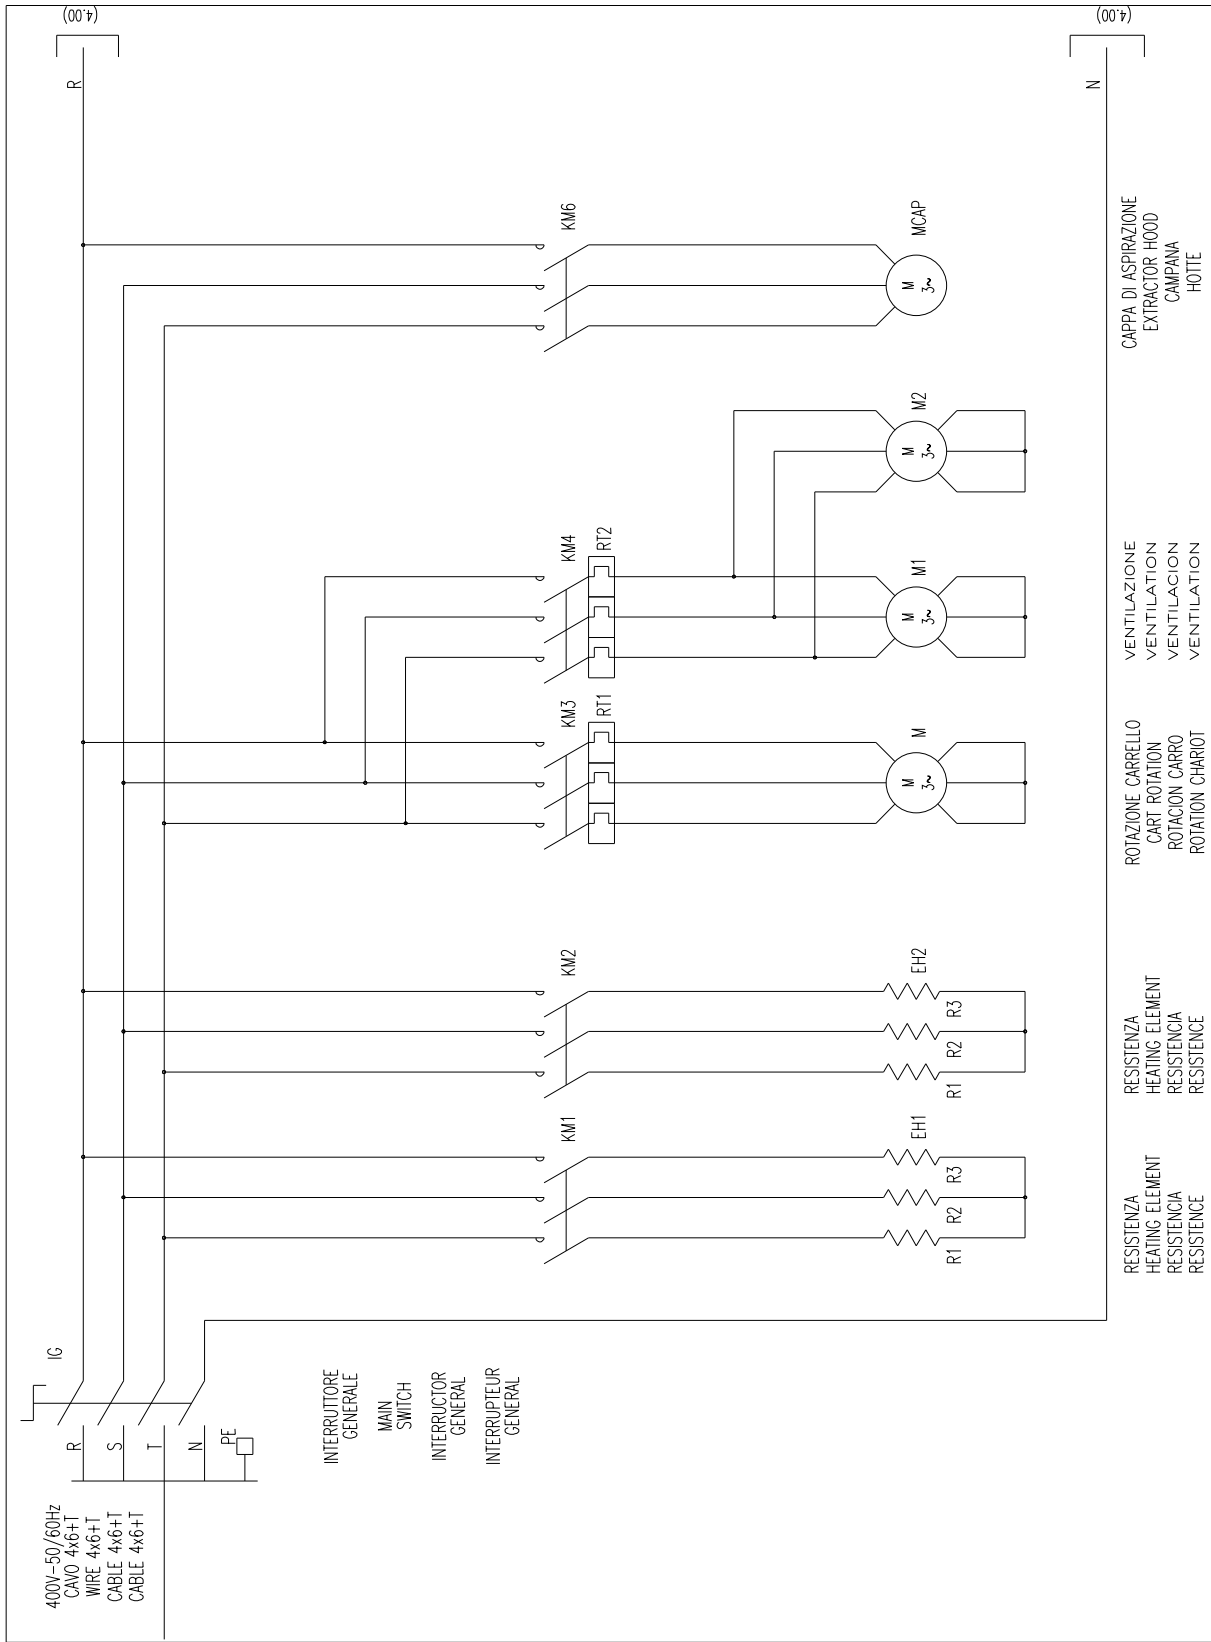 400V-50/60Hz
CAVO 4x6+T
WIRE 4x6+T
CABLE 4x6+T
CABLE 4x6+T
R
S
T
N
PE
IG
INTERRUTTORE
GENERALE
MAIN
SWITCH
INTERRUCTOR
GENERAL
INTERRUPTEUR
GENERAL
KM1
EH1
R1
R2
R3
RESISTENZA
HEATING ELEMENT
RESISTENCIA
RESISTENCE
KM2
EH2
R1
R2
R3
RESISTENZA
HEATING ELEMENT
RESISTENCIA
RESISTENCE
KM3
RT1
M
M
3~
ROTAZIONE CARRELLO
CART ROTATION
ROTACION CARRO
ROTATION CHARIOT
KM4
RT2
M1
M
3~
M2
M
3~
VENTILAZIONE
VENTILATION
VENTILACION
VENTILATION
KM6
MCAP
M
3~
CAPPA DI ASPIRAZIONE
EXTRACTOR HOOD
CAMPANA
HOTTE
R
(4.00)
N
(4.00)